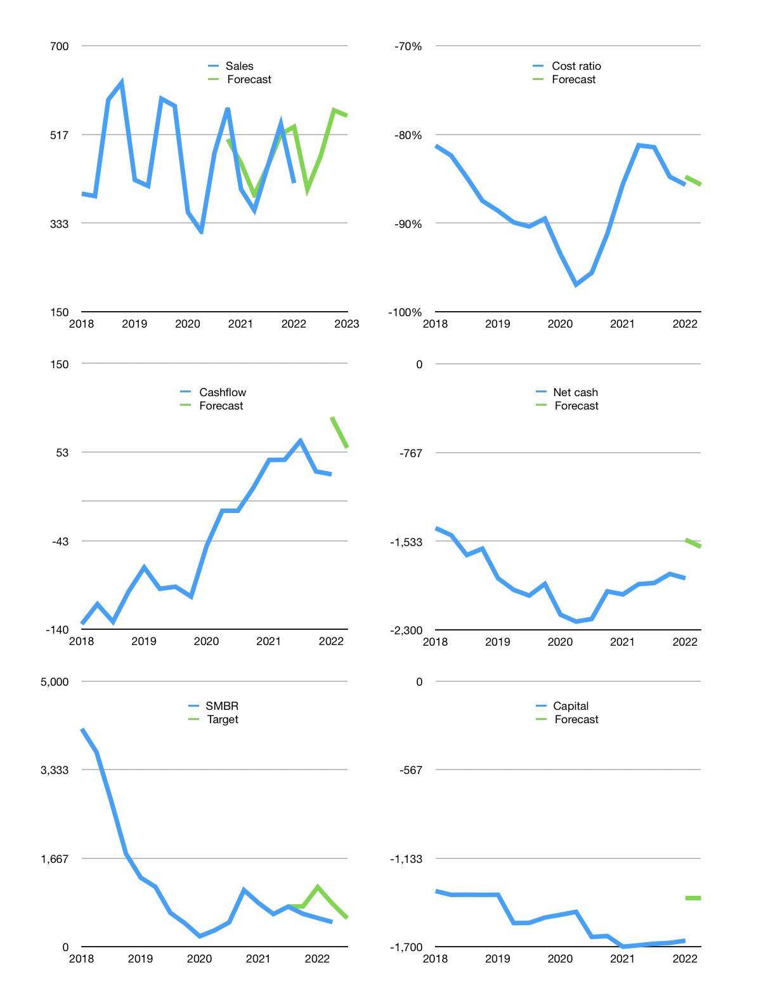 700
517
333
150
Sales
Forecast
2018 2019 2020 2021 2022 2023
-70%
-80%
-90%
-100%
Cost ratio
Forecast
2018 2019 2020 2021 2022
150
53
-43
-140
Cashflow
Forecast
2018 2019 2020 2021 2022
0
-767
-1,533
-2,300
Net cash
Forecast
2018 2019 2020 2021 2022
5,000
3,333
1,667
0
SMBR
Target
2018 2019 2020 2021 2022
0
-567
-1,133
-1,700
Capital
Forecast
2018 2019 2020 2021 2022